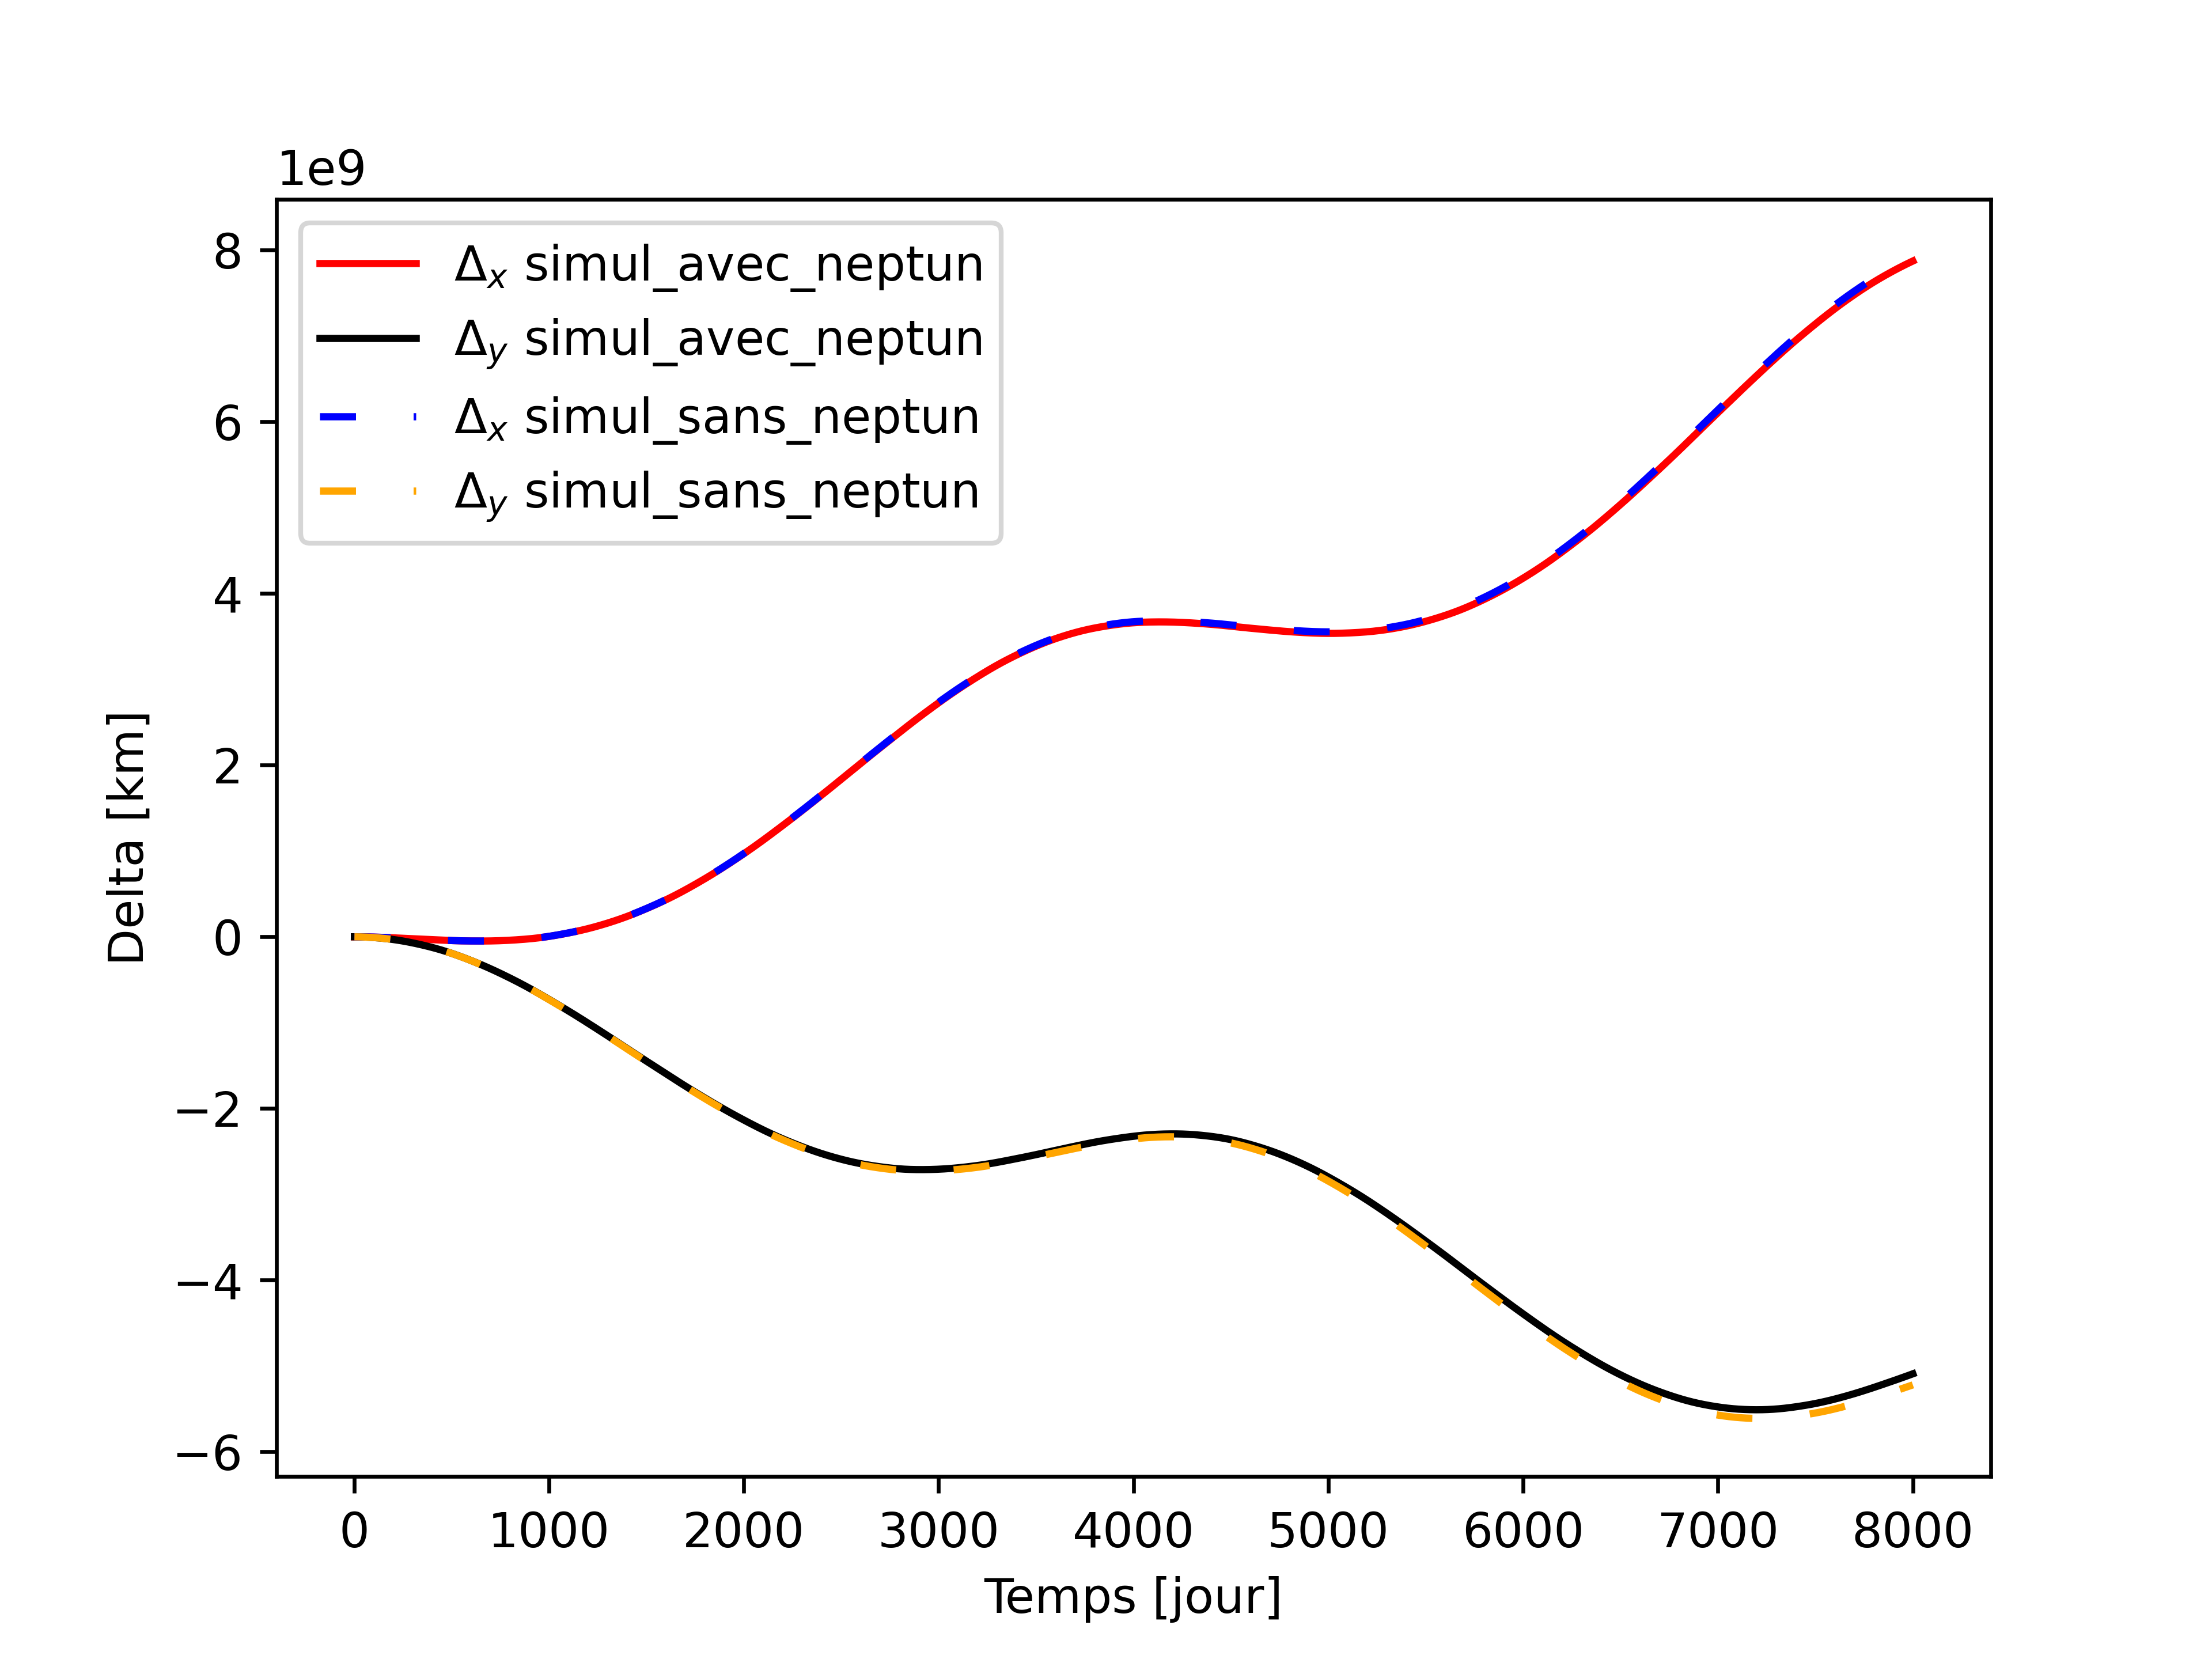 1e9
Δx simul_avec_neptun
Δy simul_avec_neptun
Δx simul_sans_neptun
Δy simul_sans_neptun
8
6
4
2
0
−2
−4
−6
Delta [km]
0 1000 2000 3000 4000 5000 6000 7000 8000
Temps [jour]